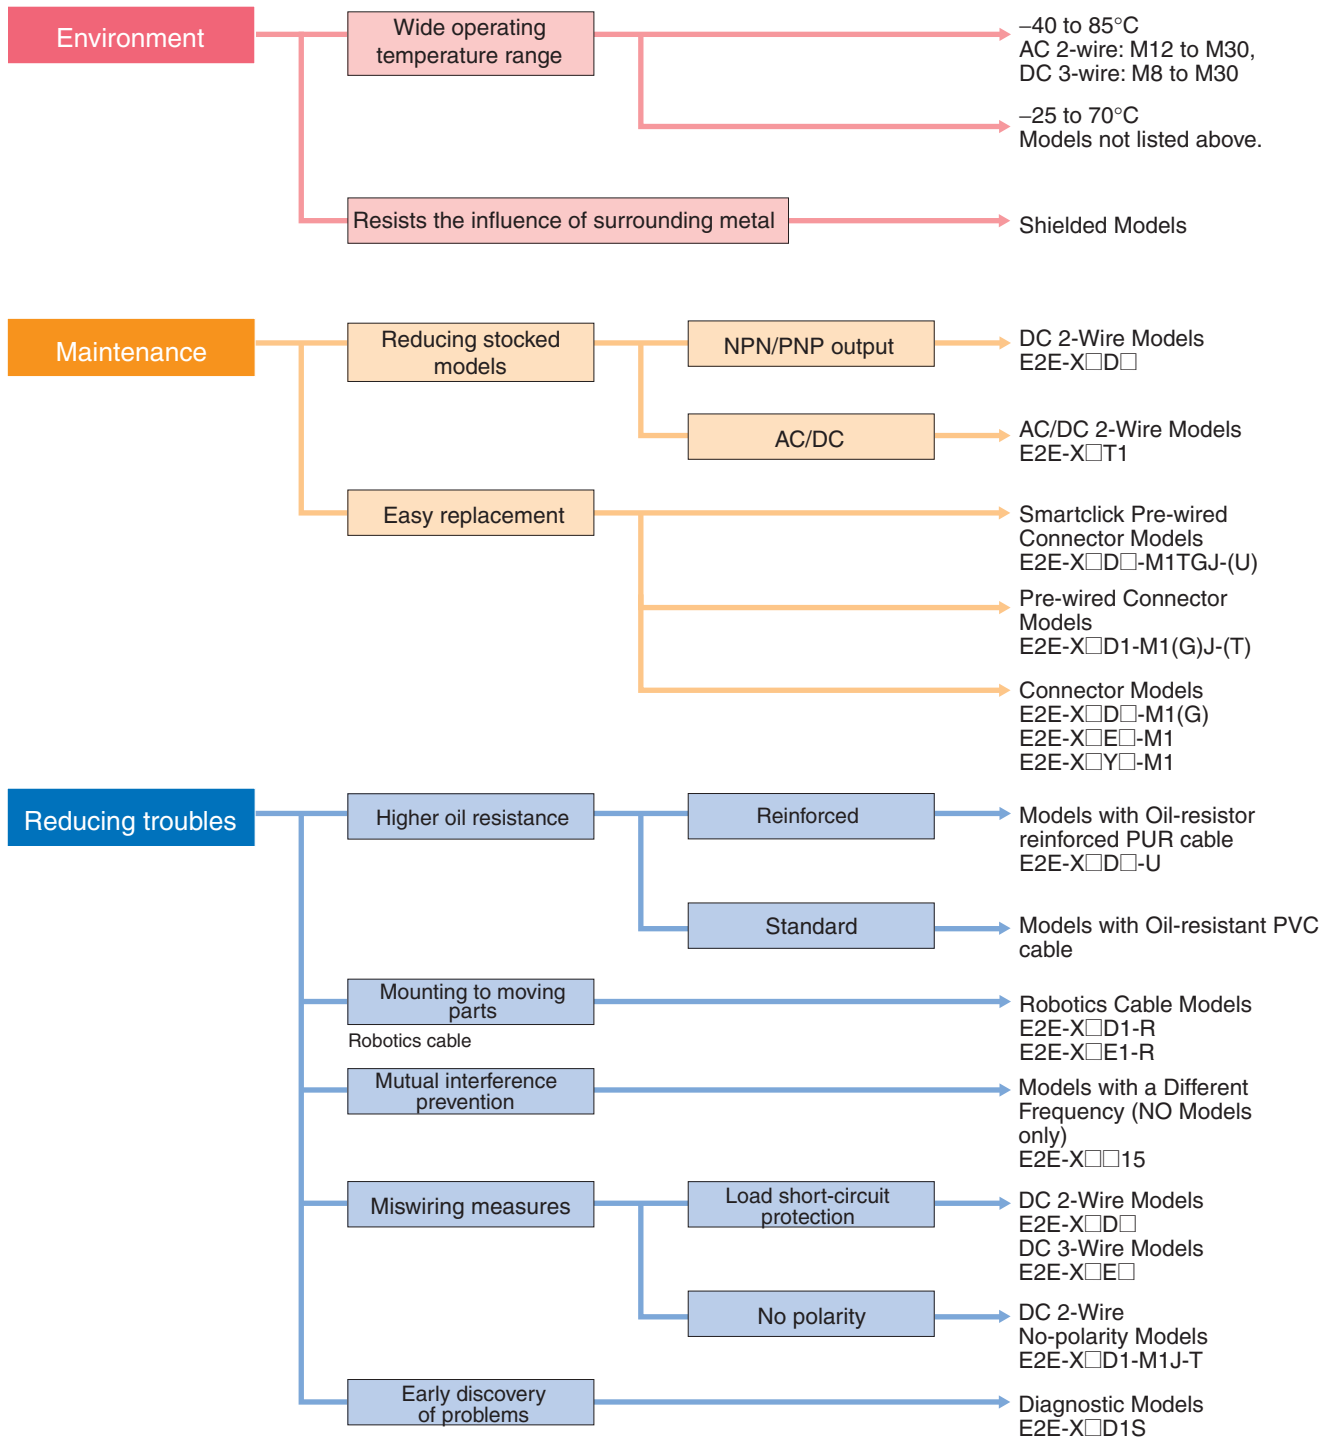 Environment
Wide operating
temperature range
–40 to 85°C
AC 2-wire: M12 to M30,
DC 3-wire: M8 to M30
–25 to 70°C
Models not listed above.
Resists the influence of surrounding metal
Shielded Models
Maintenance
Reducing stocked
models
NPN/PNP output
DC 2-Wire Models
E2E-X□D□
AC/DC
AC/DC 2-Wire Models
E2E-X□T1
Easy replacement
Smartclick Pre-wired
Connector Models
E2E-X□D□-M1TGJ-(U)
Pre-wired Connector
Models
E2E-X□D1-M1(G)J-(T)
Connector Models
E2E-X□D□-M1(G)
E2E-X□E□-M1
E2E-X□Y□-M1
Reducing troubles
Higher oil resistance
Reinforced
Models with Oil-resistor
reinforced PUR cable
E2E-X□D□-U
Standard
Models with Oil-resistant PVC
cable
Mounting to moving
parts
Robotics cable
Robotics Cable Models
E2E-X□D1-R
E2E-X□E1-R
Mutual interference
prevention
Models with a Different
Frequency (NO Models
only)
E2E-X□□15
Miswiring measures
Load short-circuit
protection
DC 2-Wire Models
E2E-X□D□
DC 3-Wire Models
E2E-X□E□
No polarity
DC 2-Wire
No-polarity Models
E2E-X□D1-M1J-T
Early discovery
of problems
Diagnostic Models
E2E-X□D1S